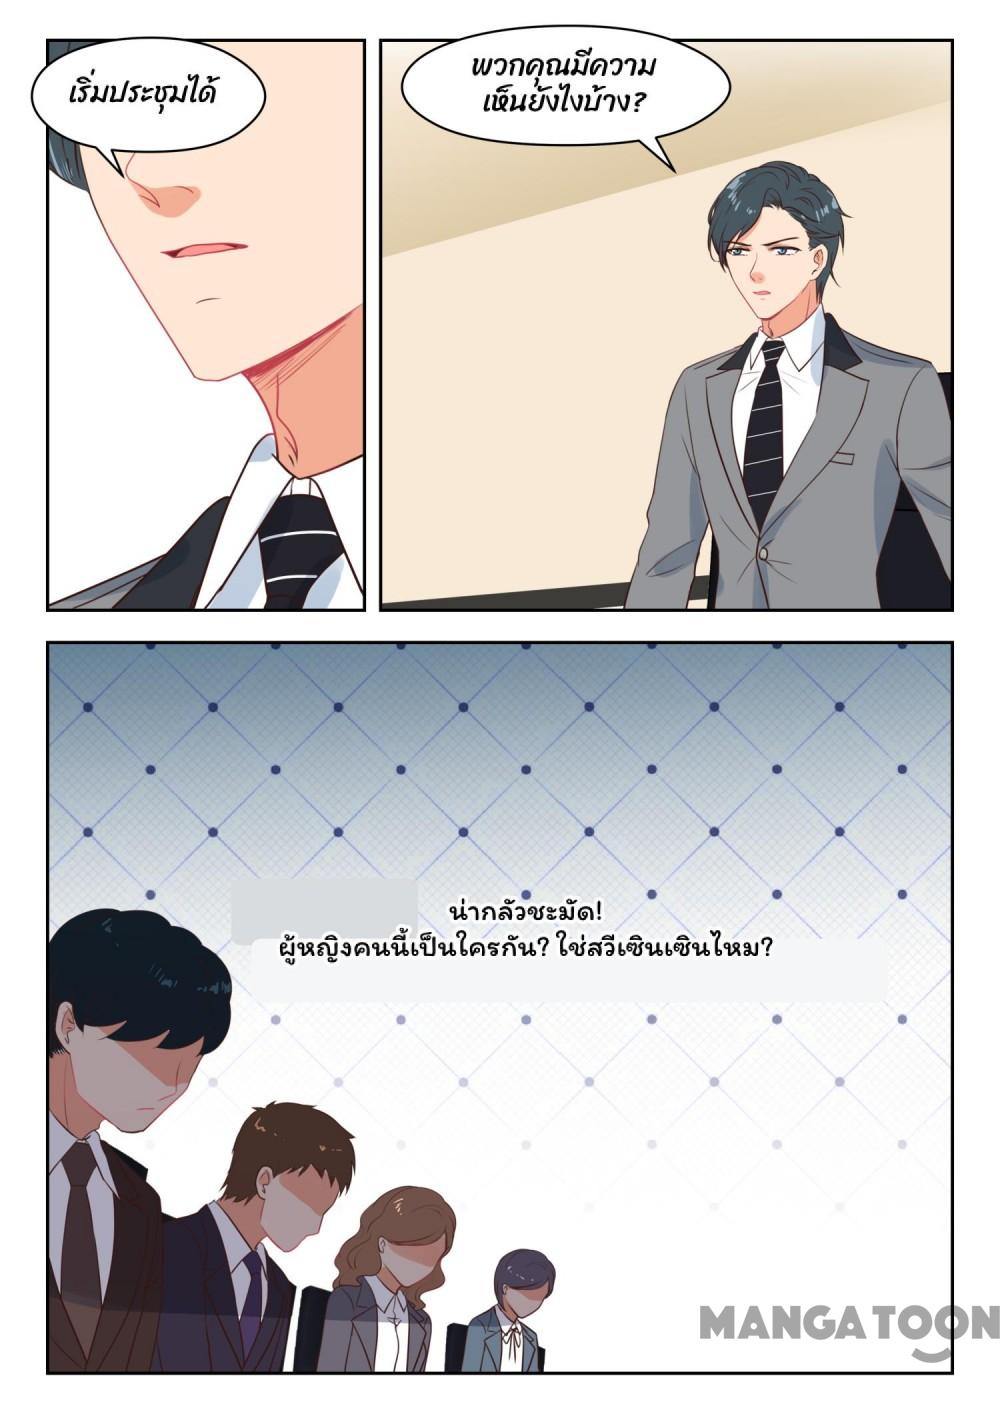 เริ่มประชุมได้
พวกคุณมีความ
เห็นยังไงบ้าง?
น่ากลัวชะมัด!
ผู้หญิงคนนี้เป็นใครกัน? ใช่สวีเซินเซินไหม?
MANGATOON